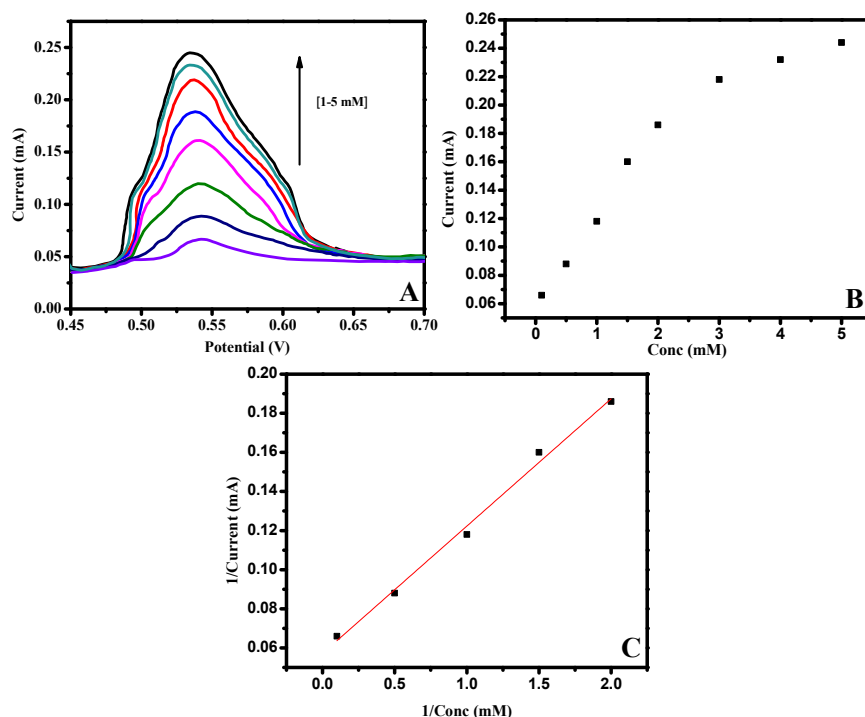 0.25
0.20
0.15
0.10
0.05
0.00
Current (mA)
[1-5 mM]
A
0.45 0.50 0.55 0.60 0.65 0.70
Potential (V)
0.26
0.24
0.22
0.20
0.18
0.16
0.14
0.12
0.10
0.08
0.06
Current (mA)
B
0 1 2 3 4 5
Conc (mM)
0.20
0.18
0.16
0.14
0.12
0.10
0.08
0.06
1/Current (mA)
C
0.0 0.5 1.0 1.5 2.0
1/Conc (mM)